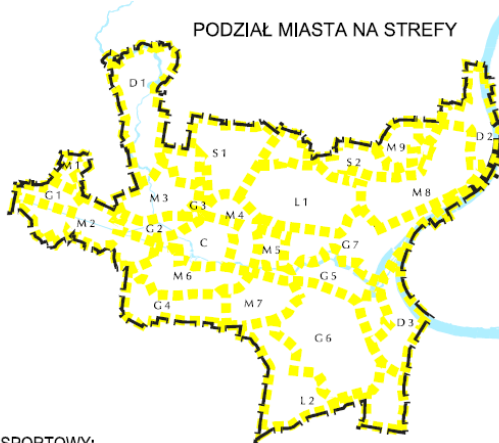 PODZIAŁ MIASTA NA STREFY
D 1
D 2
S 1
M 9
S 2
M 1
G 1
M 8
M 3
G 3
L 1
M 4
M 2
G 2
C
M 5
G 7
M 6
G 5
G 4
M 7
D 3
G 6
L 2
SPORTOWY: